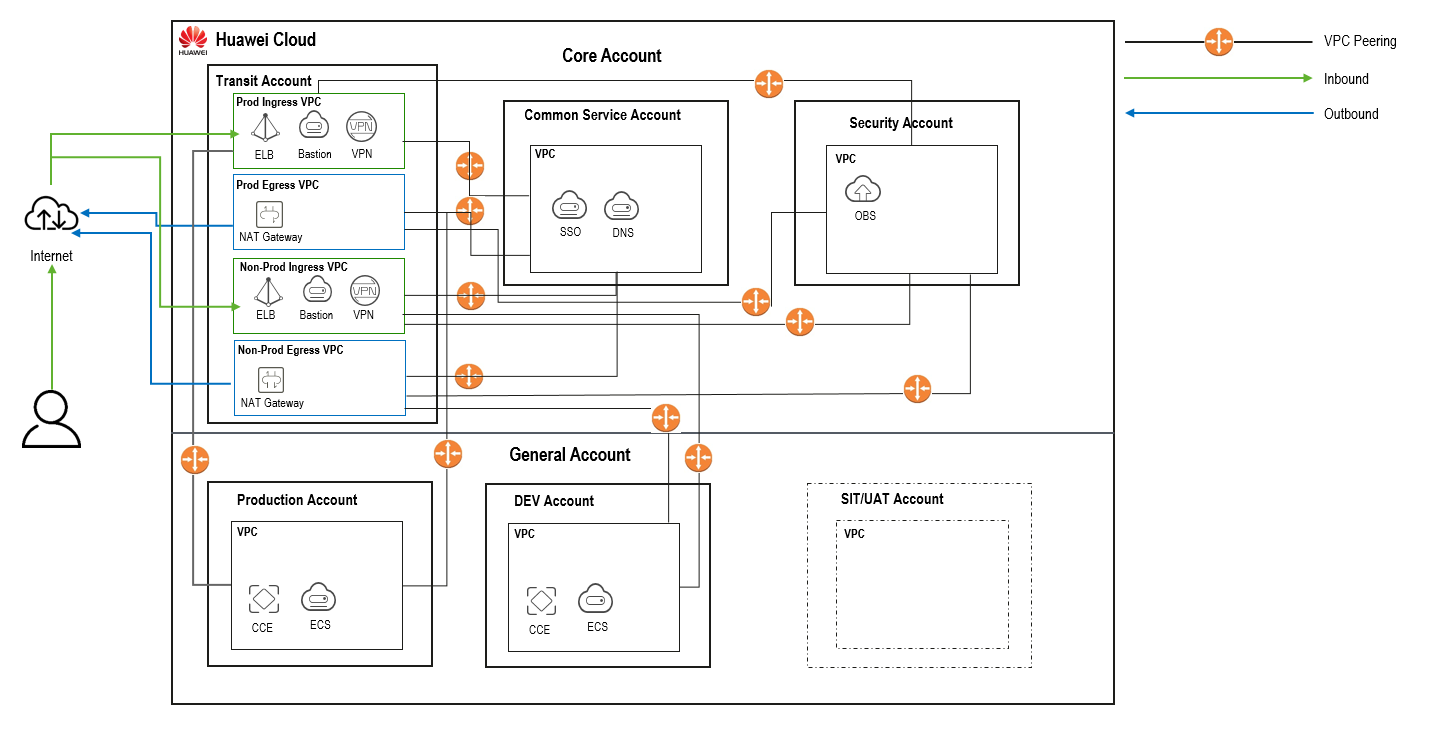 HUAWEI
Huawei Cloud
Core Account
VPC Peering
Inbound
Outbound
Transit Account
Prod Ingress VPC
VPN
ELB
Bastion
VPN
Prod Egress VPC
NAT Gateway
Non-Prod Ingress VPC
VPN
ELB
Bastion
VPN
Non-Prod Egress VPC
NAT Gateway
Common Service Account
VPC
SSO
DNS
Security Account
VPC
OBS
Internet
General Account
Production Account
VPC
CCE
ECS
DEV Account
VPC
CCE
ECS
SIT/UAT Account
VPC